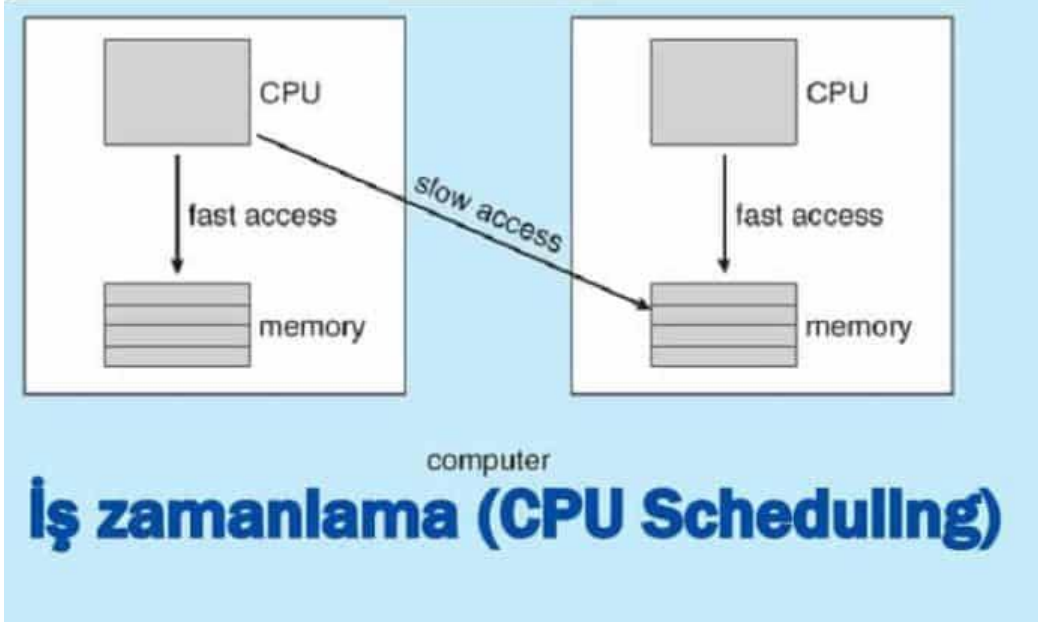 CPU
CPU
slow access
fast access
fast access
memory
memory
computer
İş zamanlama (CPU Scheduling)